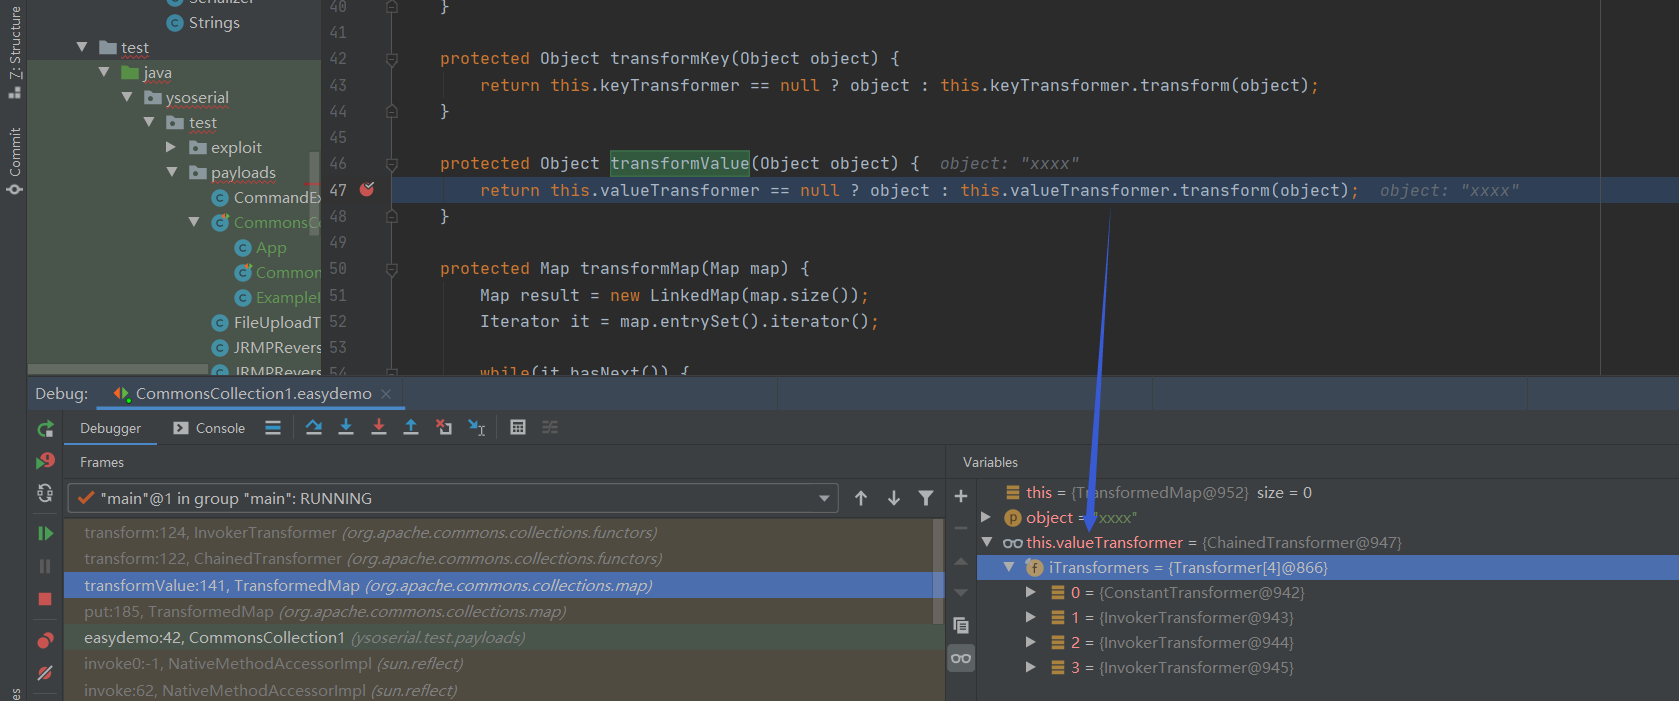 Serializer
Strings
test
java
ysoserial
test
exploit
payloads
CommandEx
CommonsCo
App
Common
Example
FileUploadT
JRMPRevers
JRMPRevers
7: Structure
Commit
40 }
41
42 protected Object transformKey(Object object) {
43 return this.keyTransformer == null ? object : this.keyTransformer.transform(object);
44 }
45
46 protected Object transformValue(Object object) { object: "xxxx"
47 return this.valueTransformer == null ? object : this.valueTransformer.transform(object); object: "xxxx"
48 }
49
50 protected Map transformMap(Map map) {
51 Map result = new LinkedMap(map.size());
52 Iterator it = map.entrySet().iterator();
53
54 while(it.hasNext()) {
Debug: CommonsCollection1.easydemo
Debugger Console
Frames
"main"@1 in group "main": RUNNING
transform:124, InvokerTransformer (org.apache.commons.collections.functors)
transform:122, ChainedTransformer (org.apache.commons.collections.functors)
transformValue:141, TransformedMap (org.apache.commons.collections.map)
put:185, TransformedMap (org.apache.commons.collections.map)
easydemo:42, CommonsCollection1 (ysoserial.test.payloads)
invoke0:-1, NativeMethodAccessorImpl (sun.reflect)
invoke:62, NativeMethodAccessorImpl (sun.reflect)
Variables
this = {TransformedMap@952} size = 0
object = "xxxx"
this.valueTransformer = {ChainedTransformer@947}
iTransformers = {Transformer[4]@866}
0 = {ConstantTransformer@942}
1 = {InvokerTransformer@943}
2 = {InvokerTransformer@944}
3 = {InvokerTransformer@945}